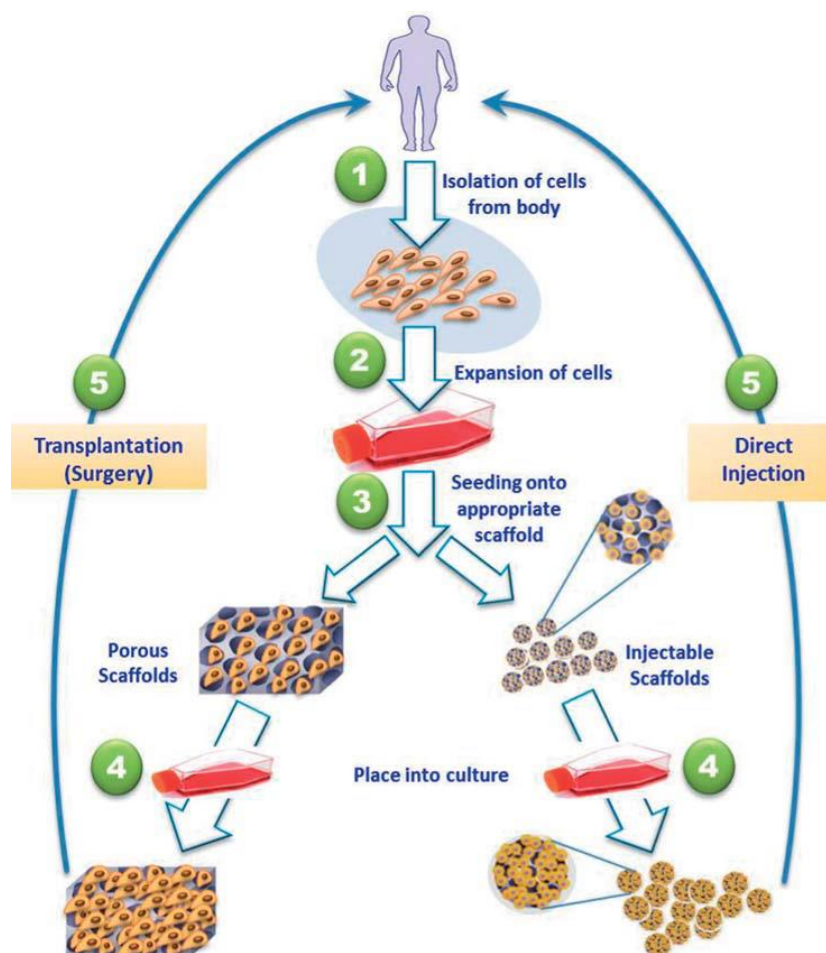 1
Isolation of cells
from body
2
Expansion of cells
5
Transplantation
(Surgery)
5
Direct
Injection
3
Seeding onto
appropriate
scaffold
Porous
Scaffolds
Injectable
Scaffolds
4
Place into culture
4